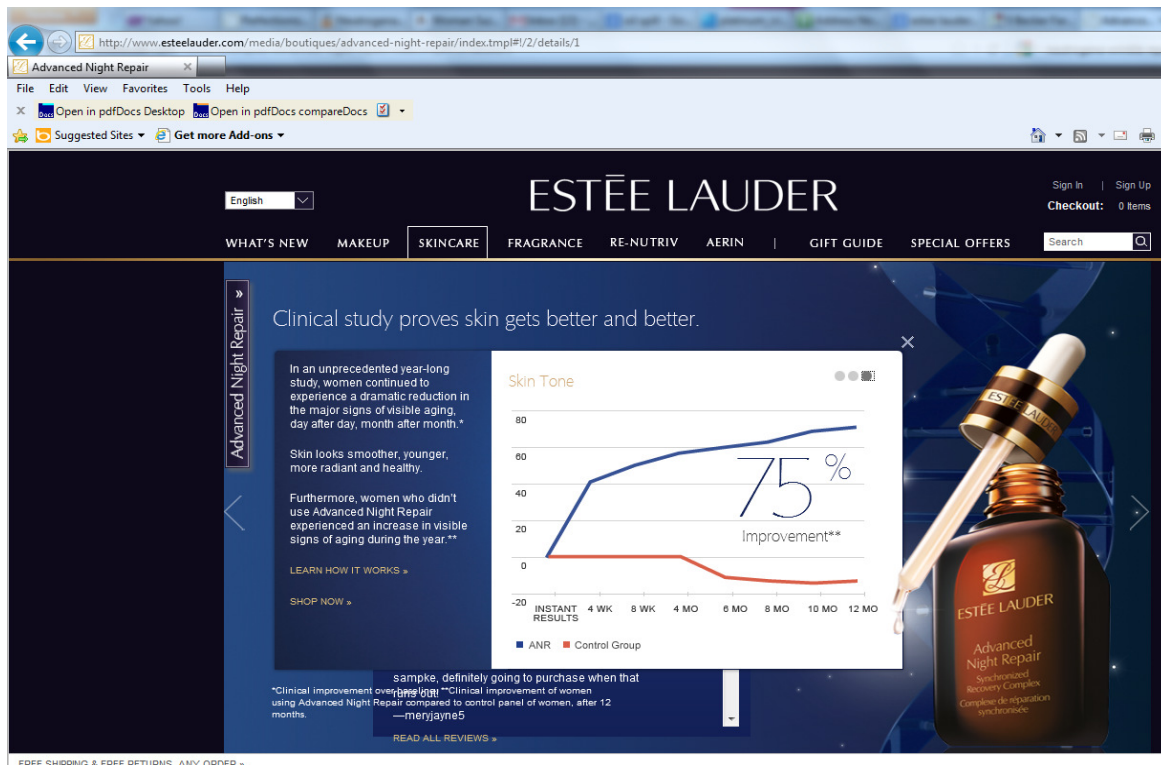 http://www.esteelauder.com/media/boutiques/advanced-night-repair/index.tmpl#!/2/details/1
Advanced Night Repair
File Edit View Favorites Tools Help
Open in pdfDocs Desktop Open in pdfDocs compareDocs
Suggested Sites Get more Add-ons
English
ESTĒE LAUDER
Sign In | Sign Up
Checkout: 0 Items
WHAT'S NEW MAKEUP SKINCARE FRAGRANCE RE-NUTRIV AERIN | GIFT GUIDE SPECIAL OFFERS
Search
Advanced Night Repair »
Clinical study proves skin gets better and better.
In an unprecedented year-long
study, women continued to
experience a dramatic reduction in
the major signs of visible aging,
day after day, month after month.*
Skin looks smoother, younger,
more radiant and healthy.
Furthermore, women who didn't
use Advanced Night Repair
experienced an increase in visible
signs of aging during the year.**
LEARN HOW IT WORKS »
SHOP NOW »
Skin Tone
80
60
40
20
0
-20
75%
Improvement**
INSTANT RESULTS 4 WK 8 WK 4 MO 6 MO 8 MO 10 MO 12 MO
ANR Control Group
sampke, definitely going to purchase when that
runs out!
—meryjayne5
READ ALL REVIEWS »
*Clinical improvement over baseline. **Clinical improvement of women
using Advanced Night Repair compared to control panel of women, after 12
months.
ESTĒE LAUDER
ESTĒE LAUDER
Advanced
Night Repair
Synchronized
Recovery Complex
Complexe de réparation
synchronisée
FREE SHIPPING & FREE RETURNS. ANY ORDER »